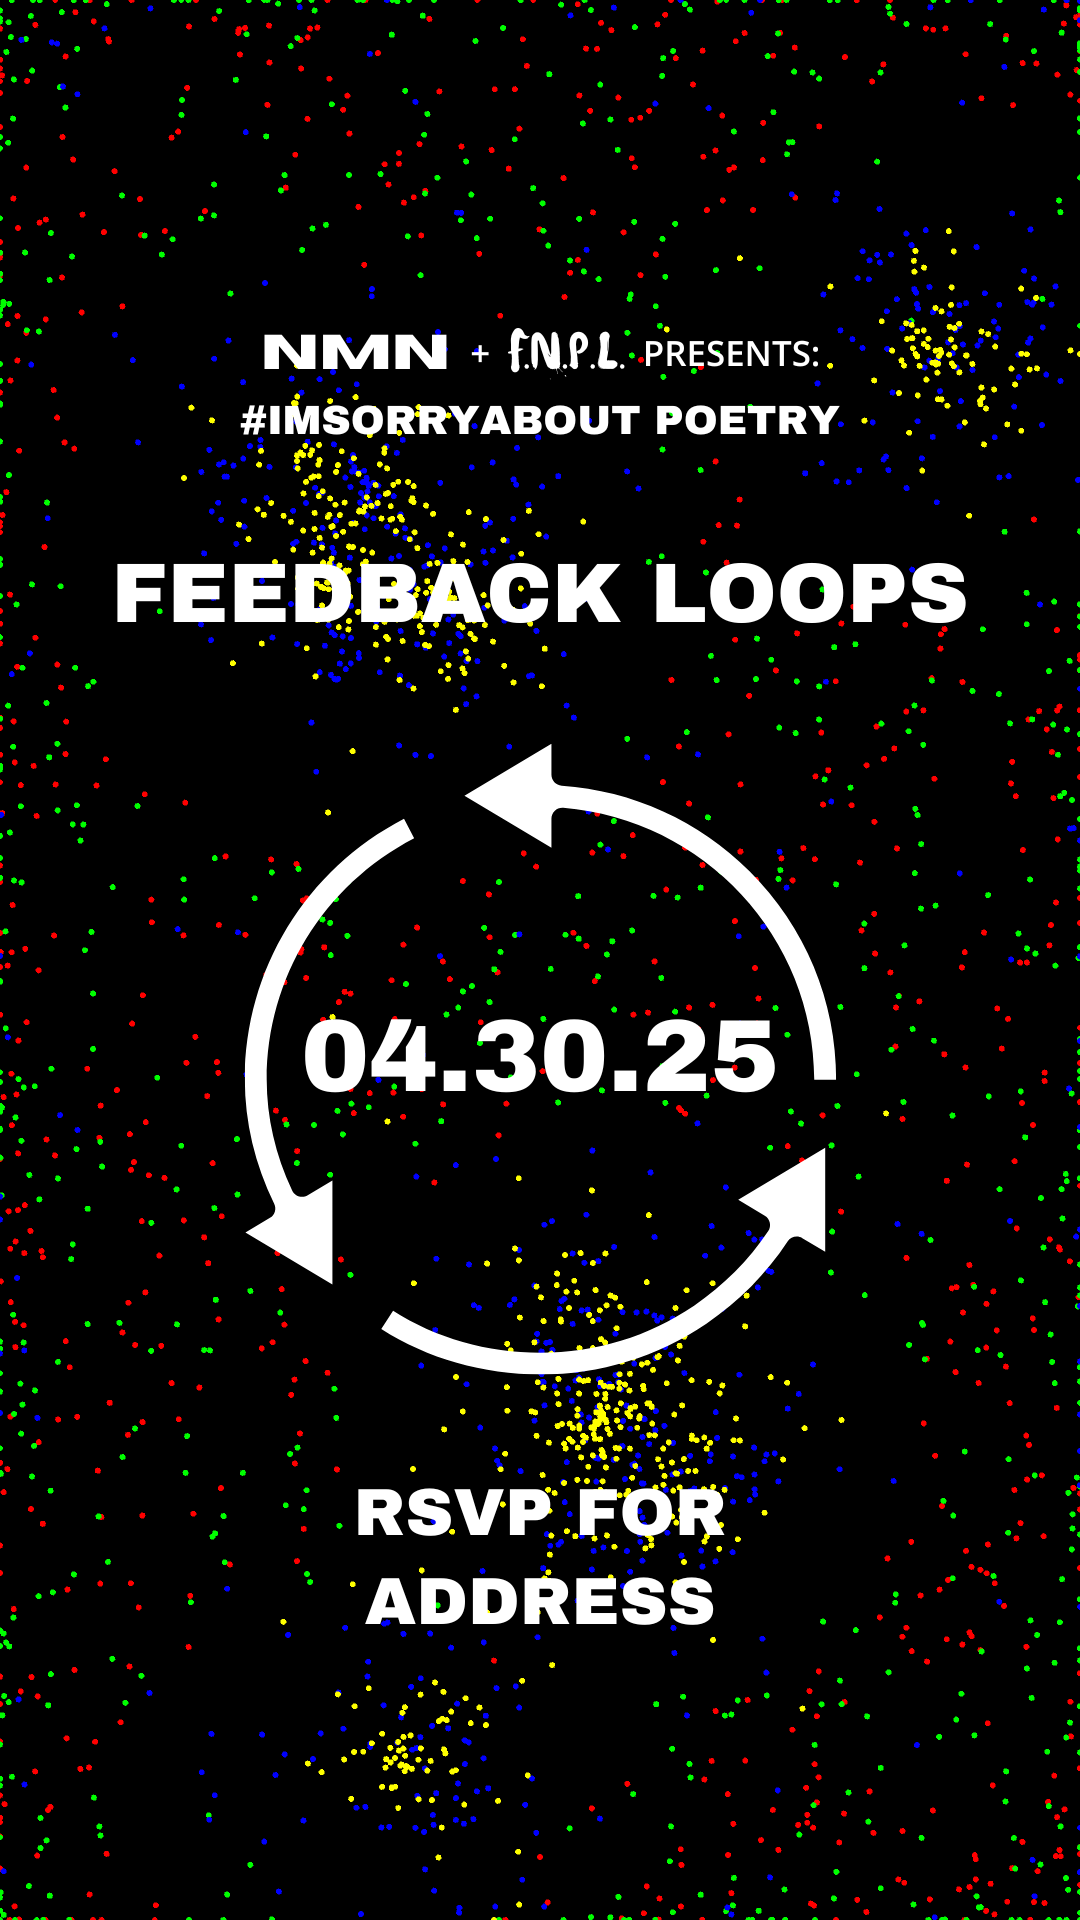 NMN + F.N.P.L. PRESENTS:
#IMSORRYABOUT POETRY
FEEDBACK LOOPS
04.30.25
RSVP FOR
ADDRESS